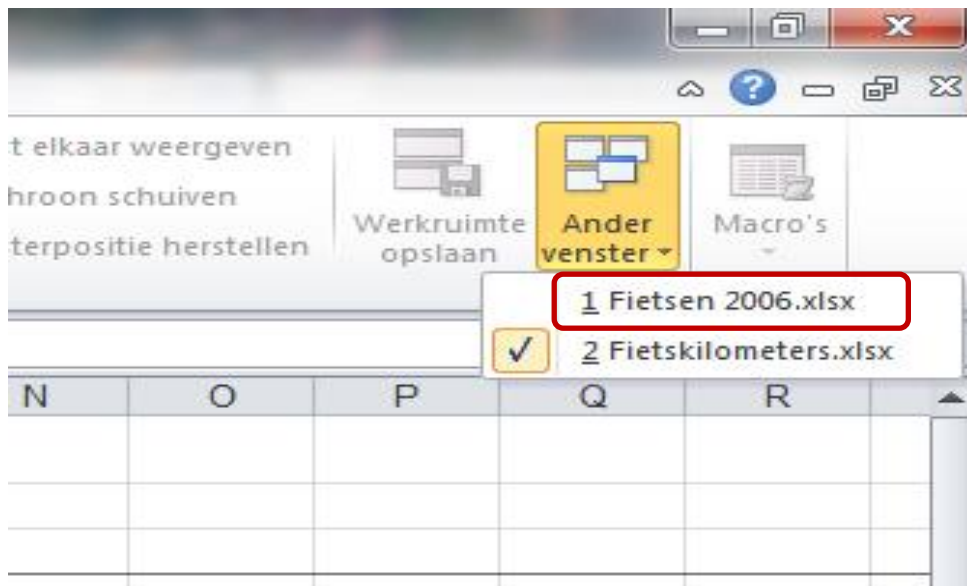 t elkaar weergeven
hroon schuiven
terpositie herstellen
Werkruimte
opslaan
Ander
venster
Macro's
1 Fietsen 2006.xlsx
2 Fietskilometers.xlsx
N O P Q R